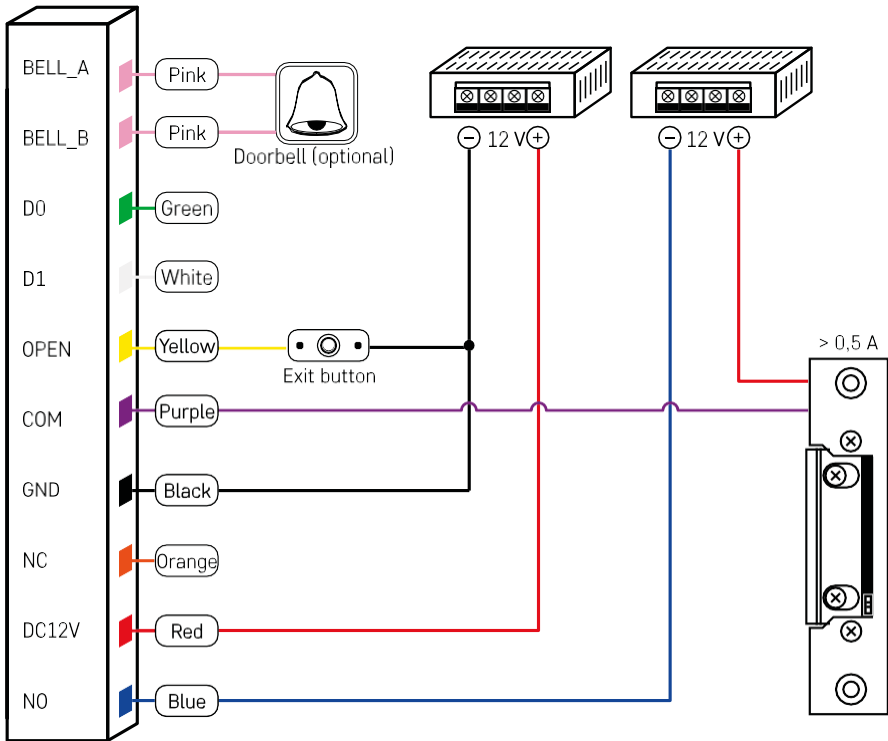 BELL_A
Pink
BELL_B
Pink
Doorbell (optional)
12 V
12 V
D0
Green
D1
White
OPEN
Yellow
Exit button
> 0,5 A
COM
Purple
GND
Black
NC
Orange
DC12V
Red
NO
Blue